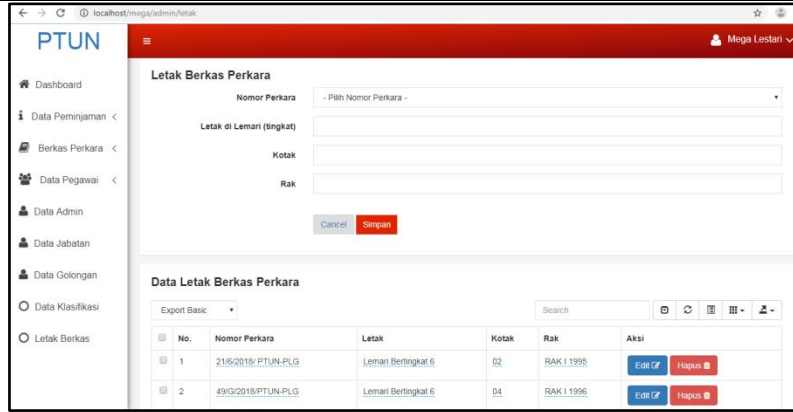 localhost/mega/admin/letak
PTUN
Mega Lestari
Dashboard
Data Peminjaman
Berkas Perkara
Data Pegawai
Data Admin
Data Jabatan
Data Golongan
Data Klasifikasi
Letak Berkas
Letak Berkas Perkara
Nomor Perkara - Pilih Nomor Perkara -
Letak di Lemari (tingkat)
Kotak
Rak
Cancel Simpan
Data Letak Berkas Perkara
Export Basic Search
No. Nomor Perkara Letak Kotak Rak Aksi
1 21/6/2018/ PTUN-PLG Lemari Bertingkat 6 02 RAK I 1995 Edit Hapus
2 49/G/2018/PTUN-PLG Lemari Bertingkat 6 04 RAK I 1996 Edit Hapus